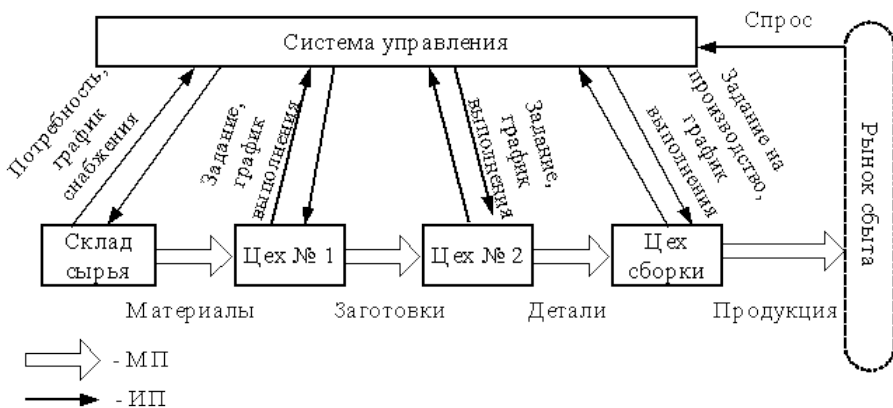 Спрос
Система управления
Потребность,
график
снабжения
Задание,
график
выполнения
Задание,
график
выполнения
Задание на
производство,
график
выполнения
Рынок сбыта
Склад
сырья
Цех № 1
Цех № 2
Цех
сборки
Материалы
Заготовки
Детали
Продукция
- МП
- ИП